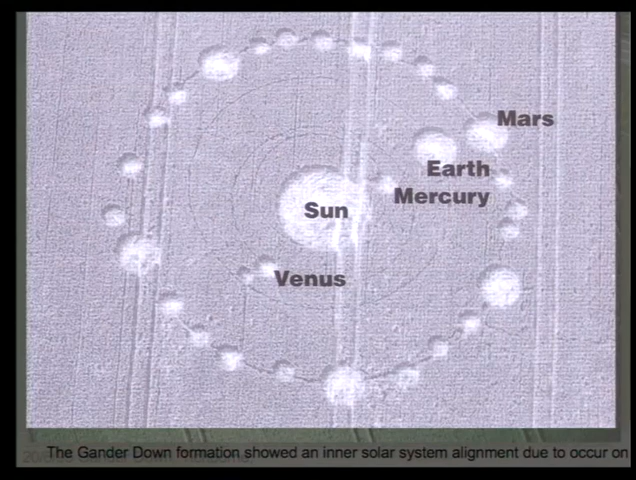 Mars
Earth
Mercury
Sun
Venus
The Gander Down formation showed an inner solar system alignment due to occur on